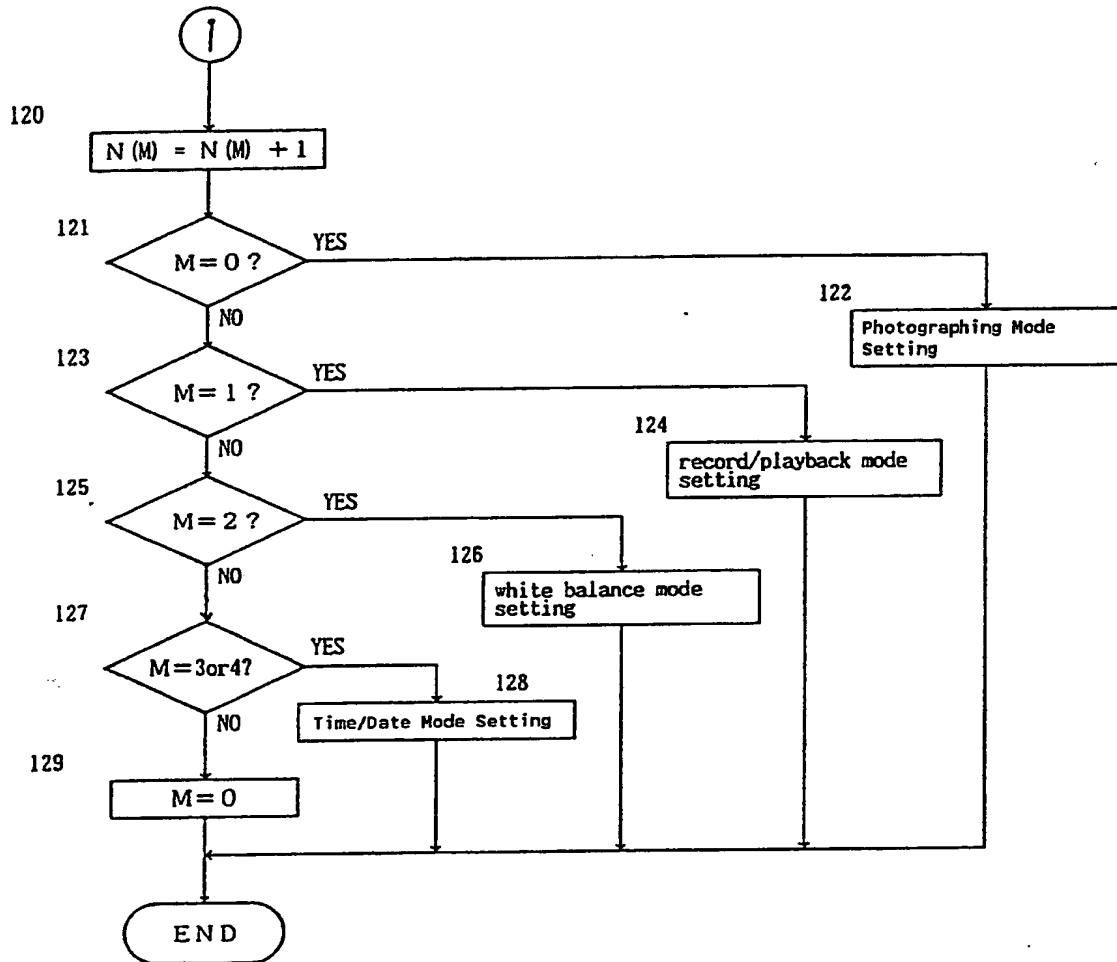 1
120
N(M) = N(M) +1
121
M=0?
YES
NO
122
Photographing Mode
Setting
123
M=1?
YES
NO
124
record/playback mode
setting
125
M=2?
YES
NO
126
white balance mode
setting
127
M=3or4?
YES
NO
128
Time/Date Mode Setting
129
M=0
END